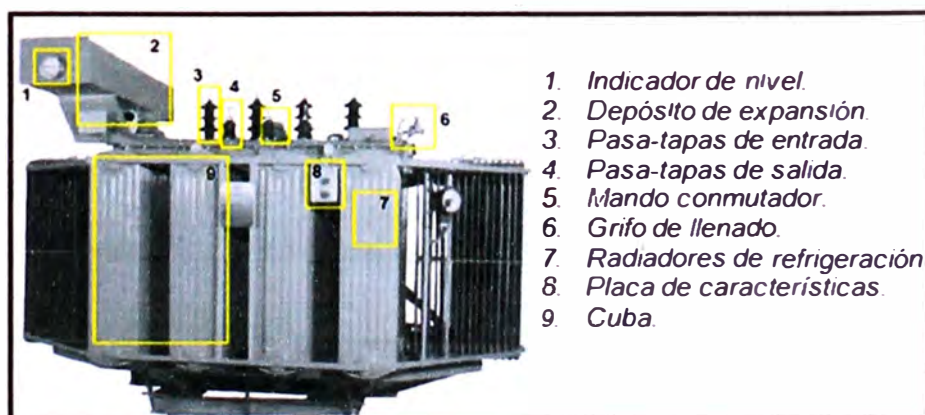 2
3
4
5
1
6
9
8
7
1. Indicador de nivel.
2. Depósito de expansión.
3. Pasa-tapas de entrada.
4. Pasa-tapas de salida.
5. Mando conmutador.
6. Grifo de llenado.
7. Radiadores de refrigeración
8. Placa de características.
9. Cuba.